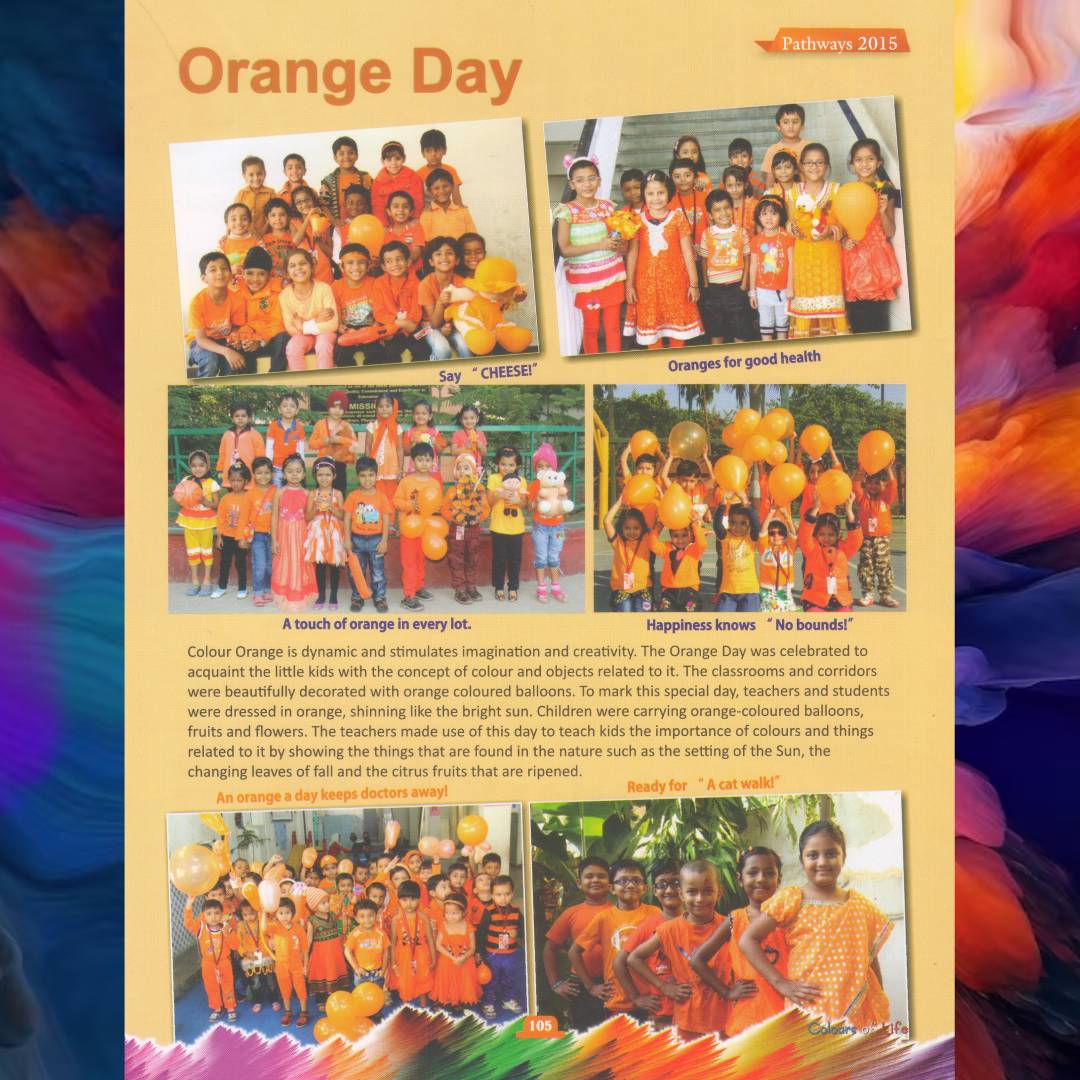 Pathways 2015
Orange Day
Say “ CHEESE!”
Oranges for good health
MISSI
A touch of orange in every lot.
Happiness knows “ No bounds!”
Colour Orange is dynamic and stimulates imagination and creativity. The Orange Day was celebrated to
acquaint the little kids with the concept of colour and objects related to it. The classrooms and corridors
were beautifully decorated with orange coloured balloons. To mark this special day, teachers and students
were dressed in orange, shinning like the bright sun. Children were carrying orange-coloured balloons,
fruits and flowers. The teachers made use of this day to teach kids the importance of colours and things
related to it by showing the things that are found in the nature such as the setting of the Sun, the
changing leaves of fall and the citrus fruits that are ripened.
An orange a day keeps doctors away!
Ready for “ A cat walk!”
105
Colours of Life